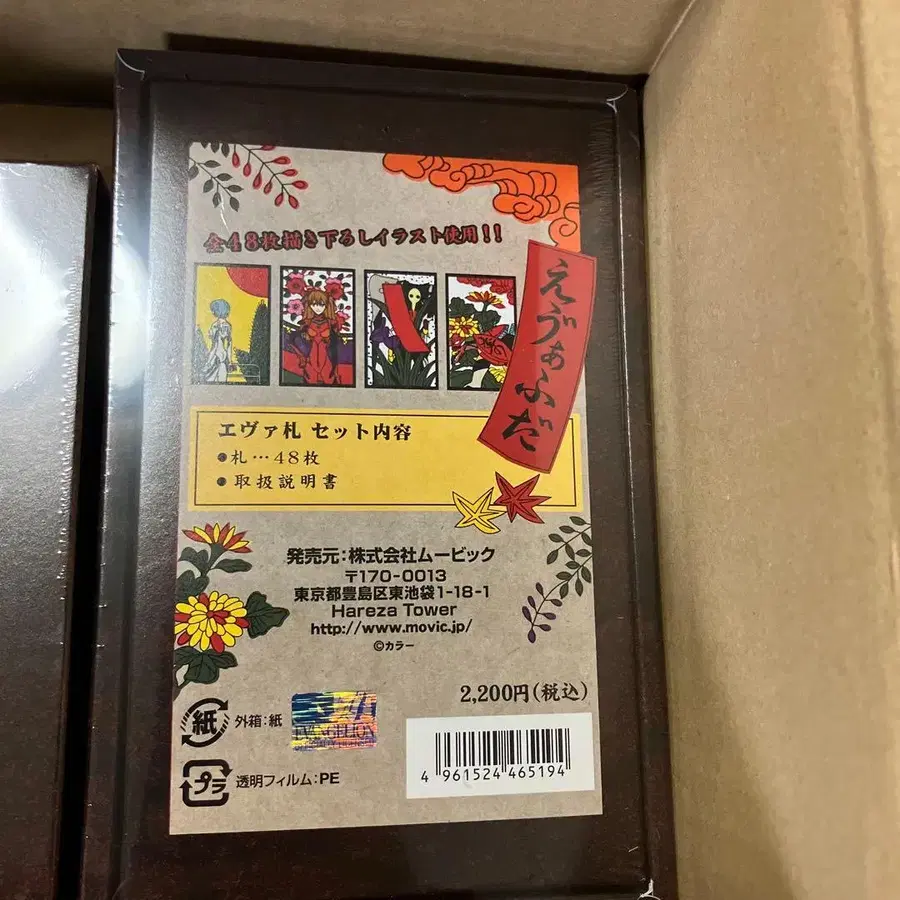 全48枚描き下ろしイラスト使用!!
えゔぁふだ
エヴァ札 セット内容
●札…48枚
●取扱説明書
発売元:株式会社ムービック
〒170-0013
東京都豊島区東池袋1-18-1
Hareza Tower
http://www.movic.jp/
©カラー
2,200円(税込)
紙 外箱:紙
EVANGELION
プラ 透明フィルム:PE
4 961524 465194